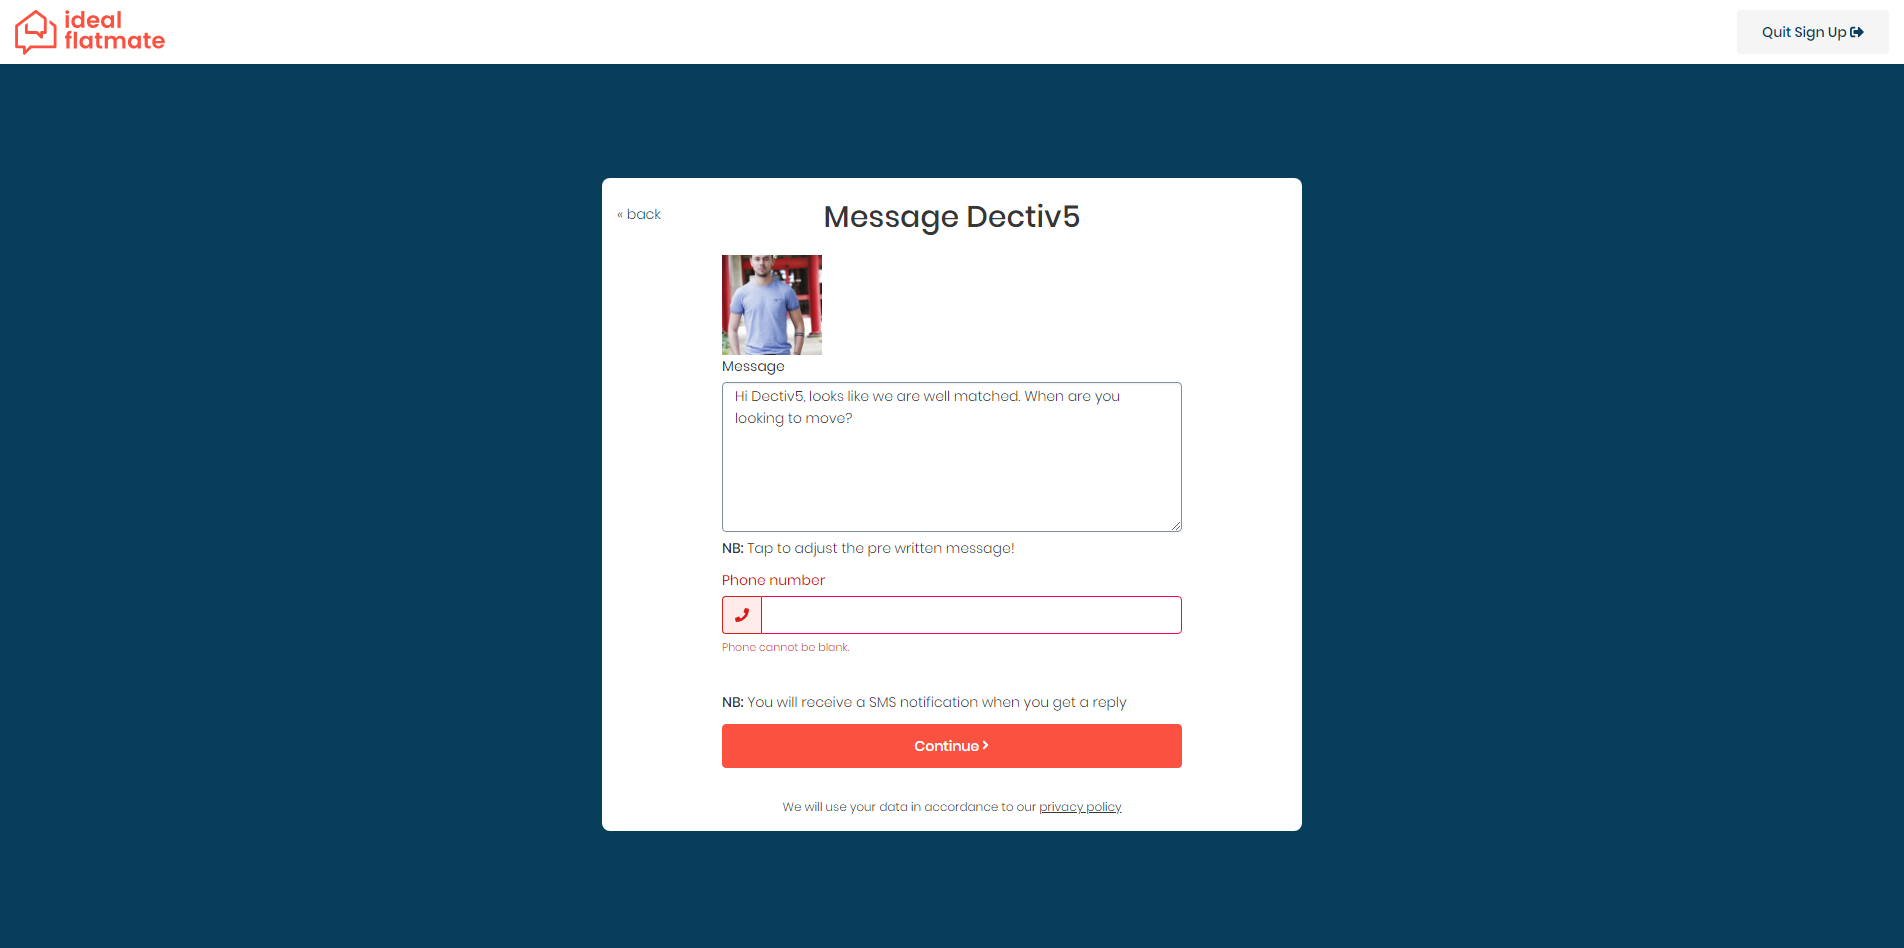 ideal
flatmate
Quit Sign Up
« back
Message Dectiv5
Message
Hi Dectiv5, looks like we are well matched. When are you
looking to move?
NB: Tap to adjust the pre written message!
Phone number
Phone cannot be blank.
NB: You will receive a SMS notification when you get a reply
Continue
We will use your data in accordance to our privacy policy